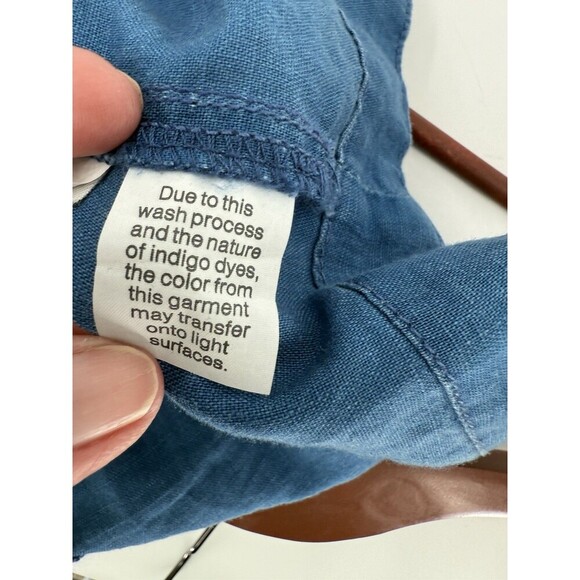 Due to this
wash process
and the nature
of indigo dyes,
the color from
this garment
may transfer
onto light
surfaces.